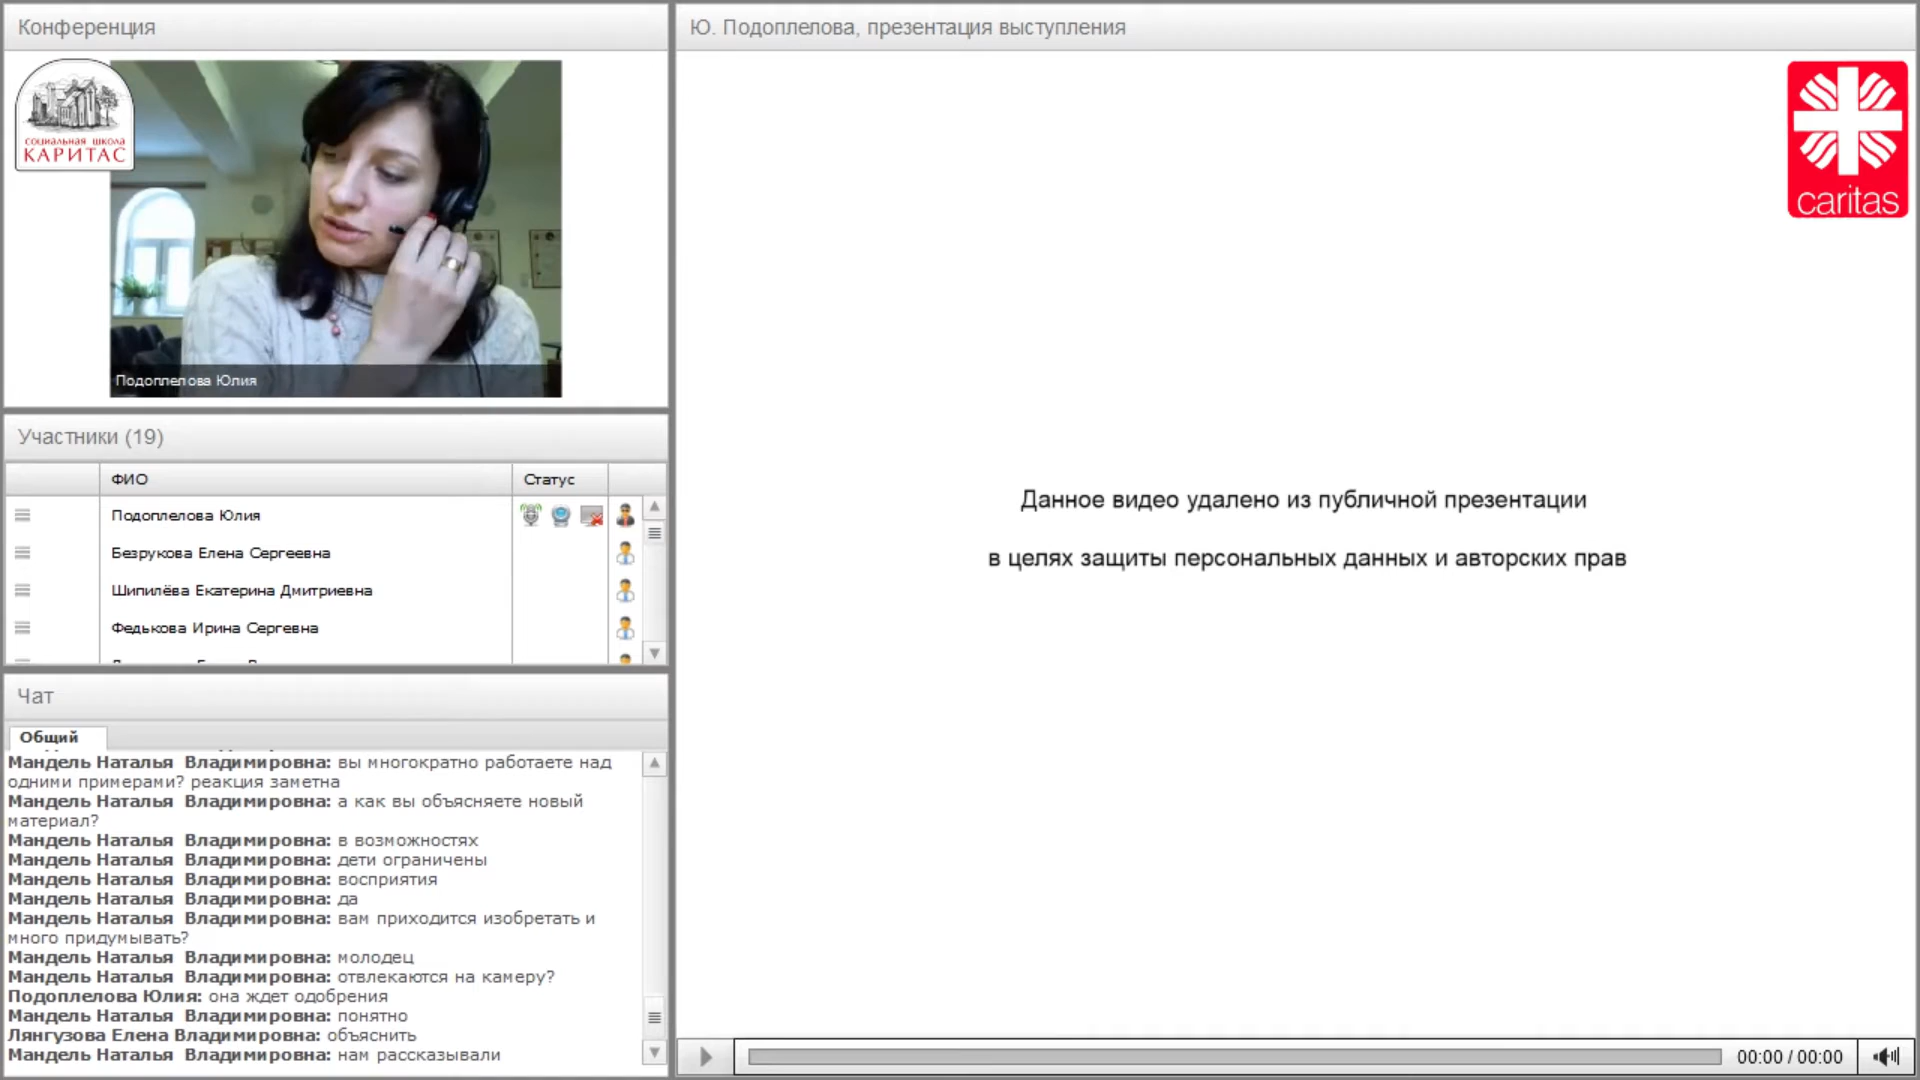 Конференция
социальная школа
КАРИТАС
Подоплелова Юлия
Участники (19)
ФИО
Статус
Подоплелова Юлия
Безрукова Елена Сергеевна
Шипилёва Екатерина Дмитриевна
Федькова Ирина Сергевна
Чат
Общий
Мандель Наталья Владимировна: вы многократно работаете над
одними примерами? реакция заметна
Мандель Наталья Владимировна: а как вы объясняете новый
материал?
Мандель Наталья Владимировна: в возможностях
Мандель Наталья Владимировна: дети ограничены
Мандель Наталья Владимировна: восприятия
Мандель Наталья Владимировна: да
Мандель Наталья Владимировна: вам приходится изобретать и
много придумывать?
Мандель Наталья Владимировна: молодец
Мандель Наталья Владимировна: отвлекаются на камеру?
Подоплелова Юлия: она ждет одобрения
Мандель Наталья Владимировна: понятно
Лянгузова Елена Владимировна: объяснить
Мандель Наталья Владимировна: нам рассказывали
Ю. Подоплелова, презентация выступления
caritas
Данное видео удалено из публичной презентации
в целях защиты персональных данных и авторских прав
00:00 / 00:00